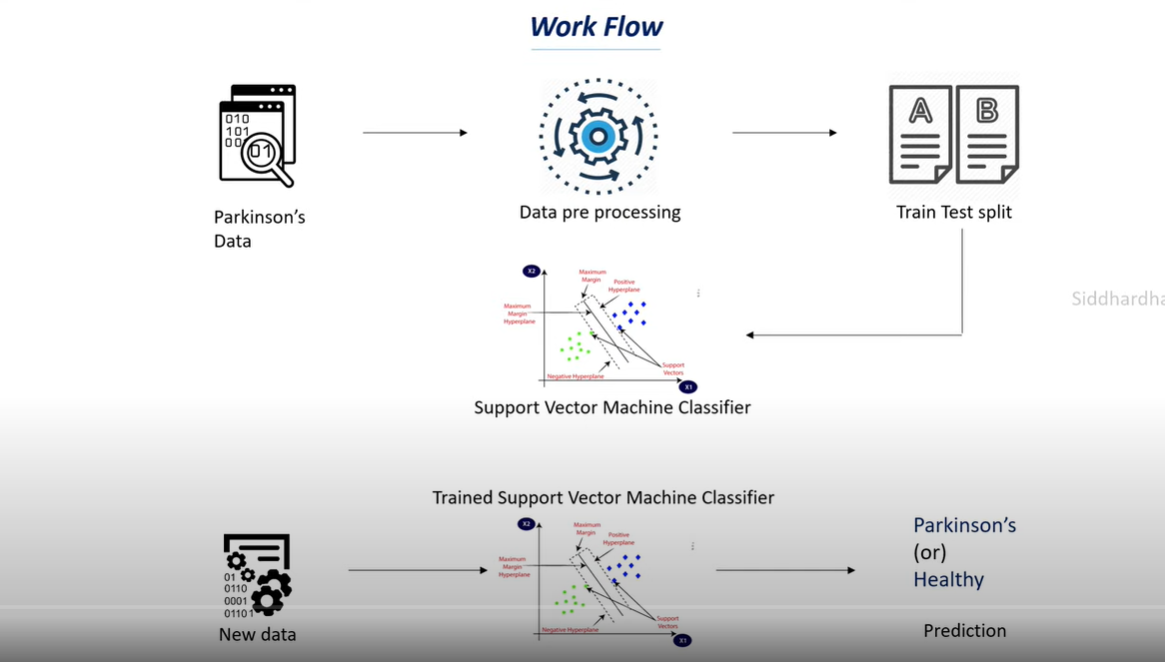 Work Flow
010
101
00
01
A
B
Parkinson's
Data
Data pre processing
Train Test split
X2
Maximum
Margin
Positive
Hyperplane
Maximum
Margin
Hyperplane
Support
Vectors
Negative Hyperplane
X1
Siddhardha
Support Vector Machine Classifier
Trained Support Vector Machine Classifier
X2
Maximum
Margin
Positive
Hyperplane
Maximum
Margin
Hyperplane
Support
Vectors
Negative Hyperplane
X1
01
0110
0001
01101
New data
Parkinson's
(or)
Healthy
Prediction